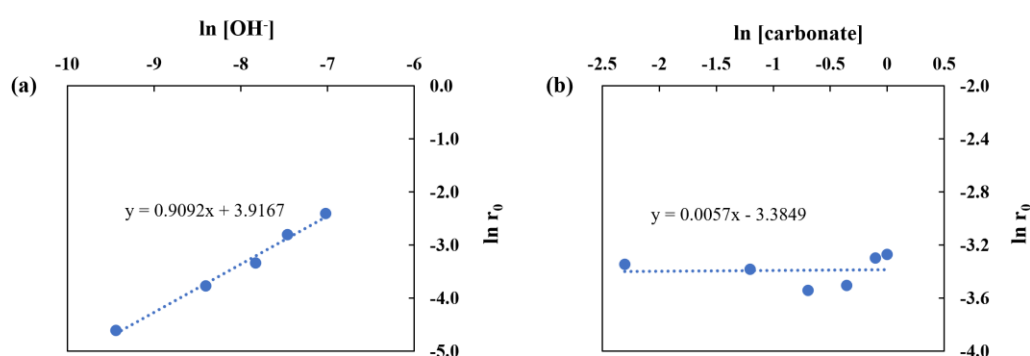 ln [OH-]
-10 -9 -8 -7 -6
(a)
0.0
-1.0
-2.0
-3.0
-4.0
-5.0
ln r0
y = 0.9092x + 3.9167
ln [carbonate]
-2.5 -2 -1.5 -1 -0.5 0 0.5
(b)
-2.0
-2.4
-2.8
-3.2
-3.6
-4.0
ln r0
y = 0.0057x - 3.3849